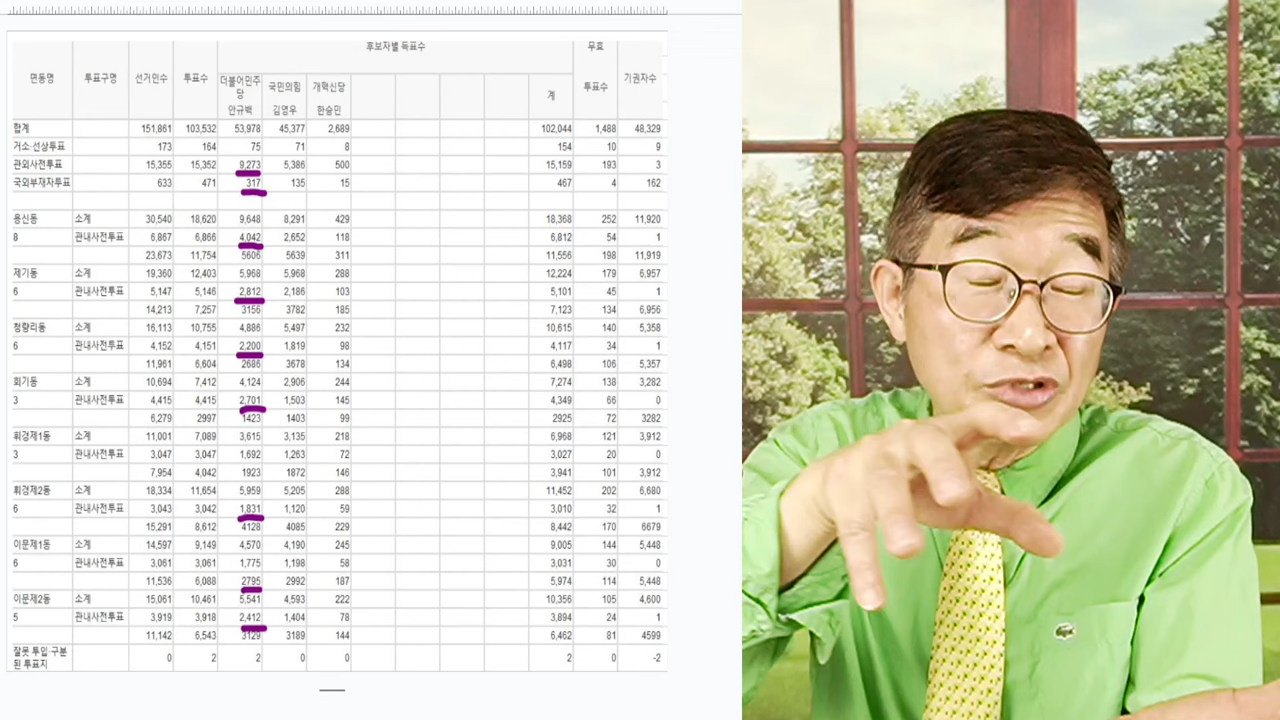 후보자별 득표수 무효
면동명 투표구명 선거인수 투표수 더불어민주당 국민의힘 개혁신당 계 투표수 기권자수
안규백 김영우 한승민
합계 151,861 103,532 53,978 45,377 2,689 102,044 1,488 48,329
거소·선상투표 173 164 75 71 8 154 10 9
관외사전투표 15,355 15,352 9,273 5,386 500 15,159 193 3
국외부재자투표 633 471 317 135 15 467 4 162
용신동 소계 30,540 18,620 9,648 8,291 429 18,368 252 11,920
8 관내사전투표 6,867 6,866 4,042 2,652 118 6,812 54 1
23,673 11,754 5606 5639 311 11,556 198 11,919
제기동 소계 19,360 12,403 5,968 5,968 288 12,224 179 6,957
6 관내사전투표 5,147 5,146 2,812 2,186 103 5,101 45 1
14,213 7,257 3156 3782 185 7,123 134 6,956
청량리동 소계 16,113 10,755 4,886 5,497 232 10,615 140 5,358
6 관내사전투표 4,152 4,151 2,200 1,819 98 4,117 34 1
11,961 6,604 2686 3678 134 6,498 106 5,357
회기동 소계 10,694 7,412 4,124 2,906 244 7,274 138 3,282
3 관내사전투표 4,415 4,415 2,701 1,503 145 4,349 66 0
6,279 2997 1423 1403 99 2925 72 3282
휘경제1동 소계 11,001 7,089 3,615 3,135 218 6,968 121 3,912
3 관내사전투표 3,047 3,047 1,692 1,263 72 3,027 20 0
7,954 4,042 1923 1872 146 3,941 101 3,912
휘경제2동 소계 18,334 11,654 5,959 5,205 288 11,452 202 6,680
6 관내사전투표 3,043 3,042 1,831 1,120 59 3,010 32 1
15,291 8,612 4128 4085 229 8,442 170 6679
이문제1동 소계 14,597 9,149 4,570 4,190 245 9,005 144 5,448
6 관내사전투표 3,061 3,061 1,775 1,198 58 3,031 30 0
11,536 6,088 2795 2992 187 5,974 114 5,448
이문제2동 소계 15,061 10,461 5,541 4,593 222 10,356 105 4,600
5 관내사전투표 3,919 3,918 2,412 1,404 78 3,894 24 1
11,142 6,543 3129 3189 144 6,462 81 4599
잘못 투입·구분된 투표지 0 2 2 0 0 2 0 -2